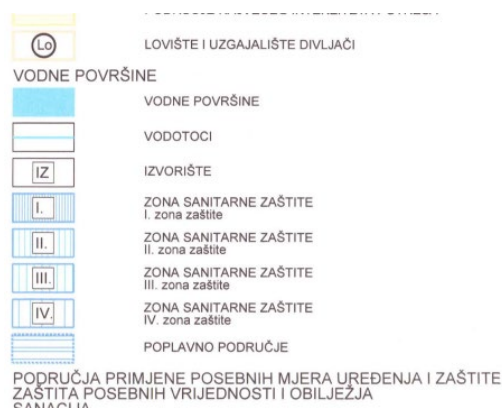 Lo LOVIŠTE I UZGAJALIŠTE DIVLJAČI
VODNE POVRŠINE
VODNE POVRŠINE
VODOTOCI
IZ IZVORIŠTE
I. ZONA SANITARNE ZAŠTITE
I. zona zaštite
II. ZONA SANITARNE ZAŠTITE
II. zona zaštite
III. ZONA SANITARNE ZAŠTITE
III. zona zaštite
IV. ZONA SANITARNE ZAŠTITE
IV. zona zaštite
POPLAVNO PODRUČJE
PODRUČJA PRIMJENE POSEBNIH MJERA UREĐENJA I ZAŠTITE
ZAŠTITA POSEBNIH VRIJEDNOSTI I OBILJEŽJA
SANACIJA